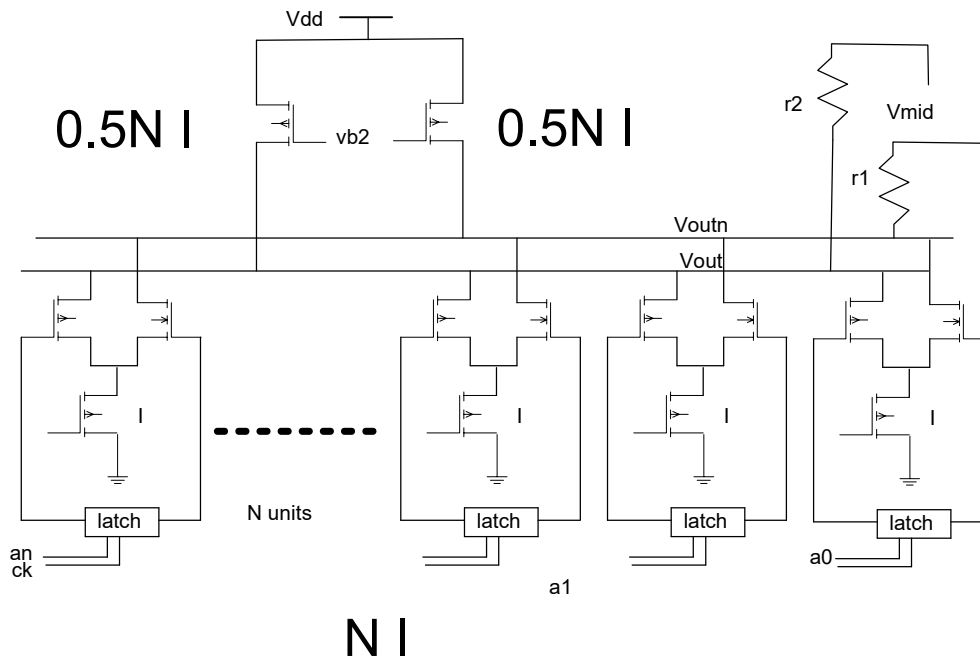 Vdd
0.5N I
vb2
0.5N I
r2
Vmid
r1
Voutn
Vout
I
I
I
I
N units
latch
latch
latch
latch
an
ck
a1
a0
N I